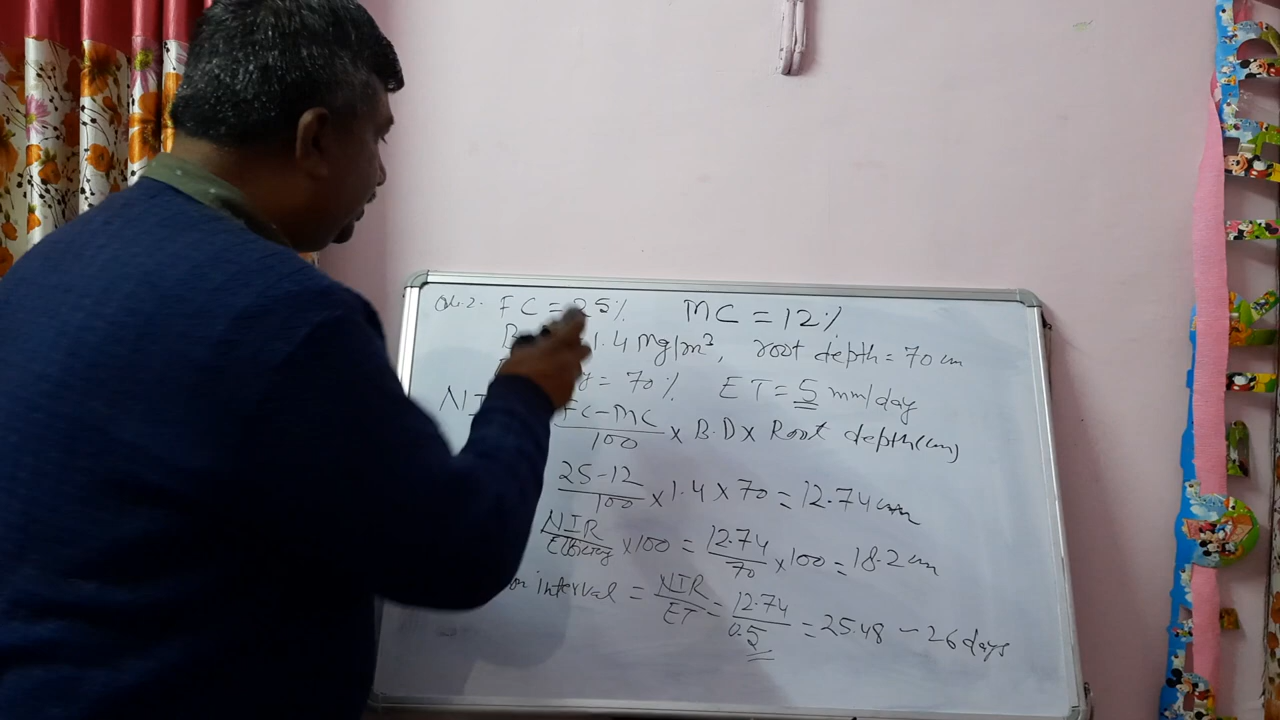 Q.2. FC = 25% MC = 12%
1.4 Mg/m³, root depth = 70 cm
= 70% ET = 5 mm/day
NI FC-MC/100 x B.D x Root depth (cm)
25-12/100 x 1.4 x 70 = 12.74 cm
NIR/Efficiency x 100 = 12.74/70 x 100 = 18.2 cm
interval = NIR/ET = 12.74/0.5 = 25.48 ~ 26 days